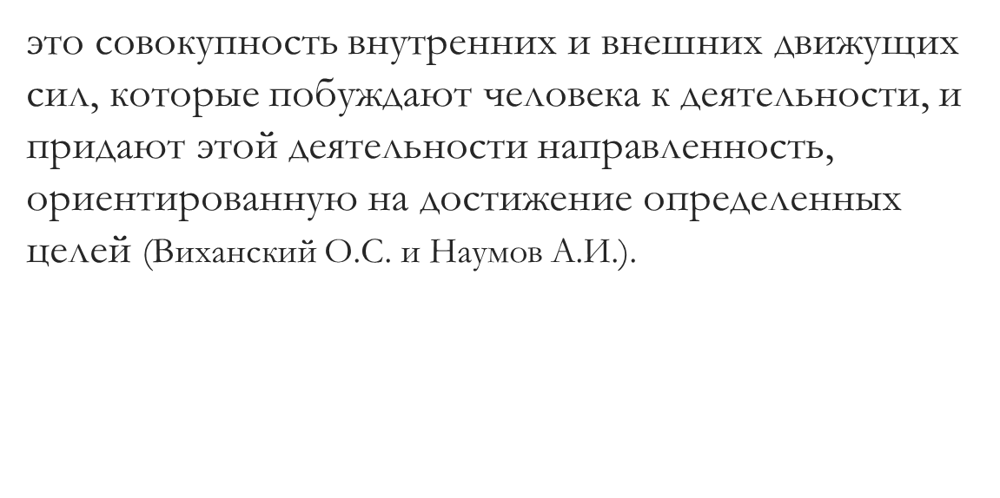 это совокупность внутренних и внешних движущих
сил, которые побуждают человека к деятельности, и
придают этой деятельности направленность,
ориентированную на достижение определенных
целей (Виханский О.С. и Наумов А.И.).